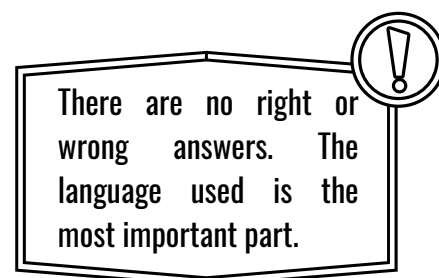 There are no right or
wrong answers. The
language used is the
most important part.